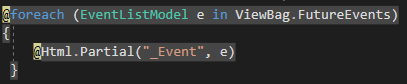 @foreach (EventListModel e in ViewBag.FutureEvents)
{
    @Html.Partial("_Event", e)
}